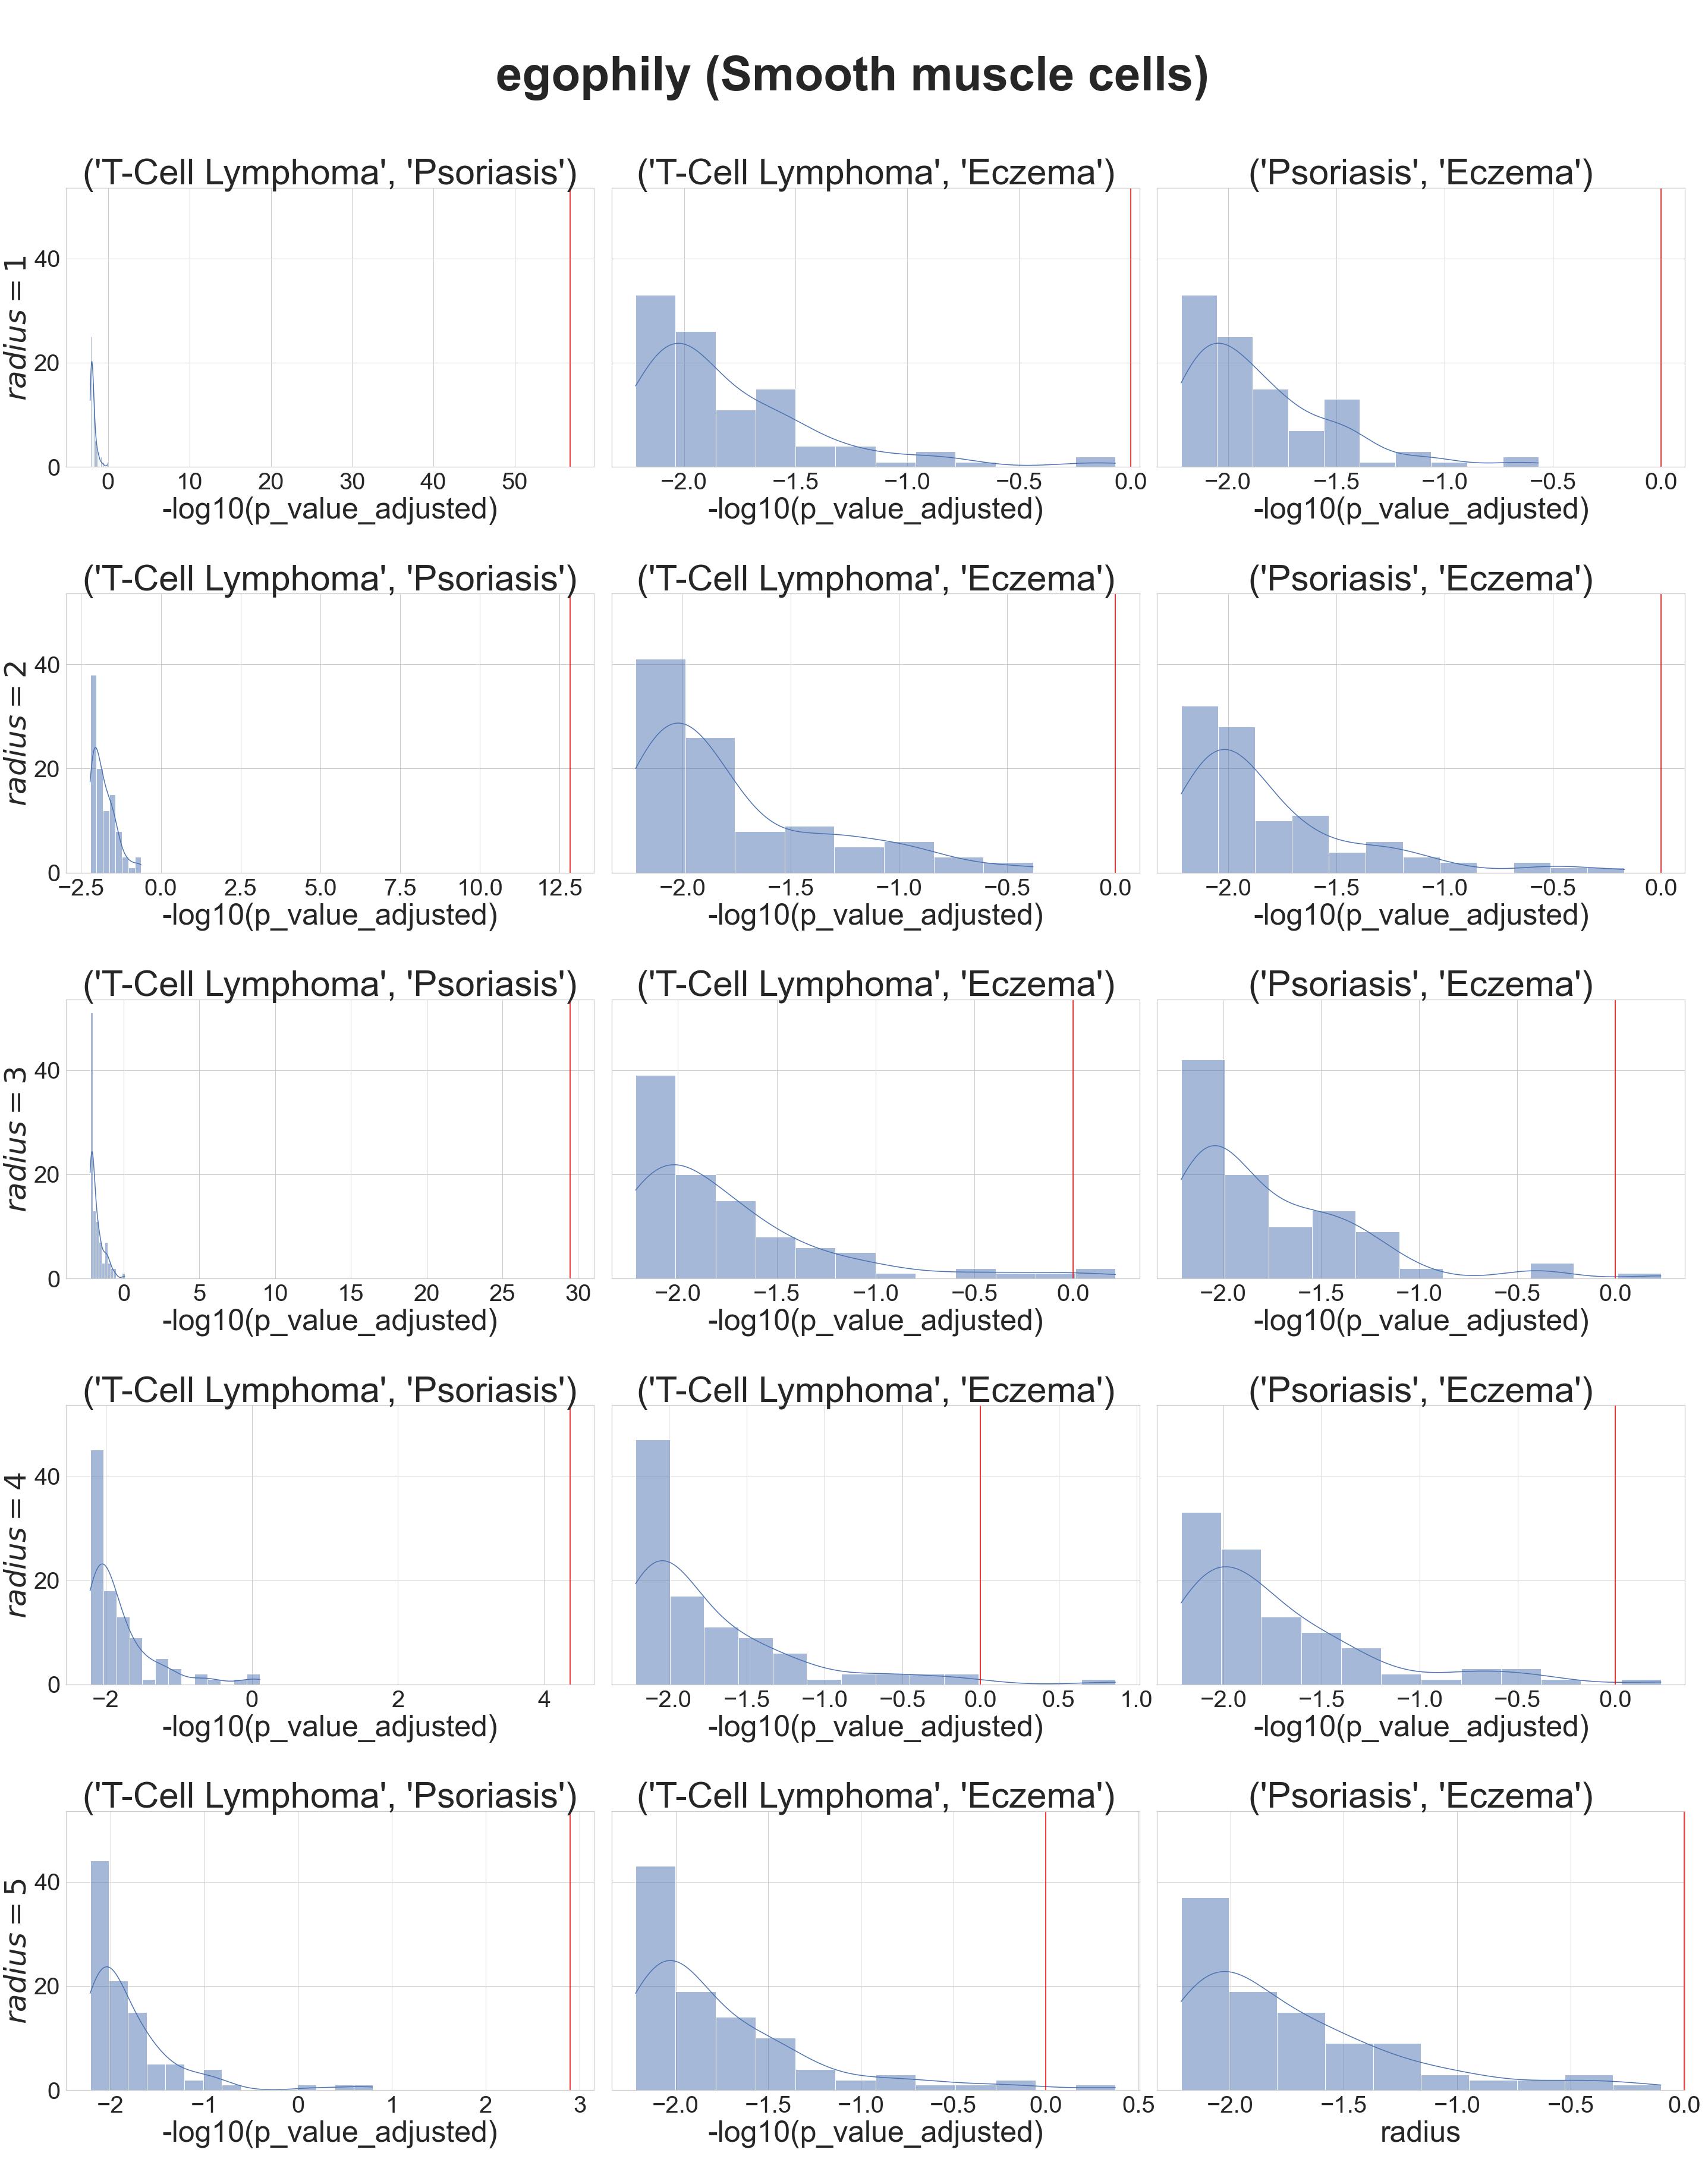 egophily (Smooth muscle cells)
('T-Cell Lymphoma', 'Psoriasis') ('T-Cell Lymphoma', 'Eczema') ('Psoriasis', 'Eczema')
radius = 1
40
20
0
0 10 20 30 40 50 −2.0 −1.5 −1.0 −0.5 0.0 −2.0 −1.5 −1.0 −0.5 0.0
-log10(p_value_adjusted) -log10(p_value_adjusted) -log10(p_value_adjusted)
('T-Cell Lymphoma', 'Psoriasis') ('T-Cell Lymphoma', 'Eczema') ('Psoriasis', 'Eczema')
radius = 2
40
20
0
−2.5 0.0 2.5 5.0 7.5 10.0 12.5 −2.0 −1.5 −1.0 −0.5 0.0 −2.0 −1.5 −1.0 −0.5 0.0
-log10(p_value_adjusted) -log10(p_value_adjusted) -log10(p_value_adjusted)
('T-Cell Lymphoma', 'Psoriasis') ('T-Cell Lymphoma', 'Eczema') ('Psoriasis', 'Eczema')
radius = 3
40
20
0
0 5 10 15 20 25 30 −2.0 −1.5 −1.0 −0.5 0.0 −2.0 −1.5 −1.0 −0.5 0.0
-log10(p_value_adjusted) -log10(p_value_adjusted) -log10(p_value_adjusted)
('T-Cell Lymphoma', 'Psoriasis') ('T-Cell Lymphoma', 'Eczema') ('Psoriasis', 'Eczema')
radius = 4
40
20
0
−2 0 2 4 −2.0 −1.5 −1.0 −0.5 0.0 0.5 1.0 −2.0 −1.5 −1.0 −0.5 0.0
-log10(p_value_adjusted) -log10(p_value_adjusted) -log10(p_value_adjusted)
('T-Cell Lymphoma', 'Psoriasis') ('T-Cell Lymphoma', 'Eczema') ('Psoriasis', 'Eczema')
radius = 5
40
20
0
−2 −1 0 1 2 3 −2.0 −1.5 −1.0 −0.5 0.0 0.5 −2.0 −1.5 −1.0 −0.5 0.0
-log10(p_value_adjusted) -log10(p_value_adjusted) radius